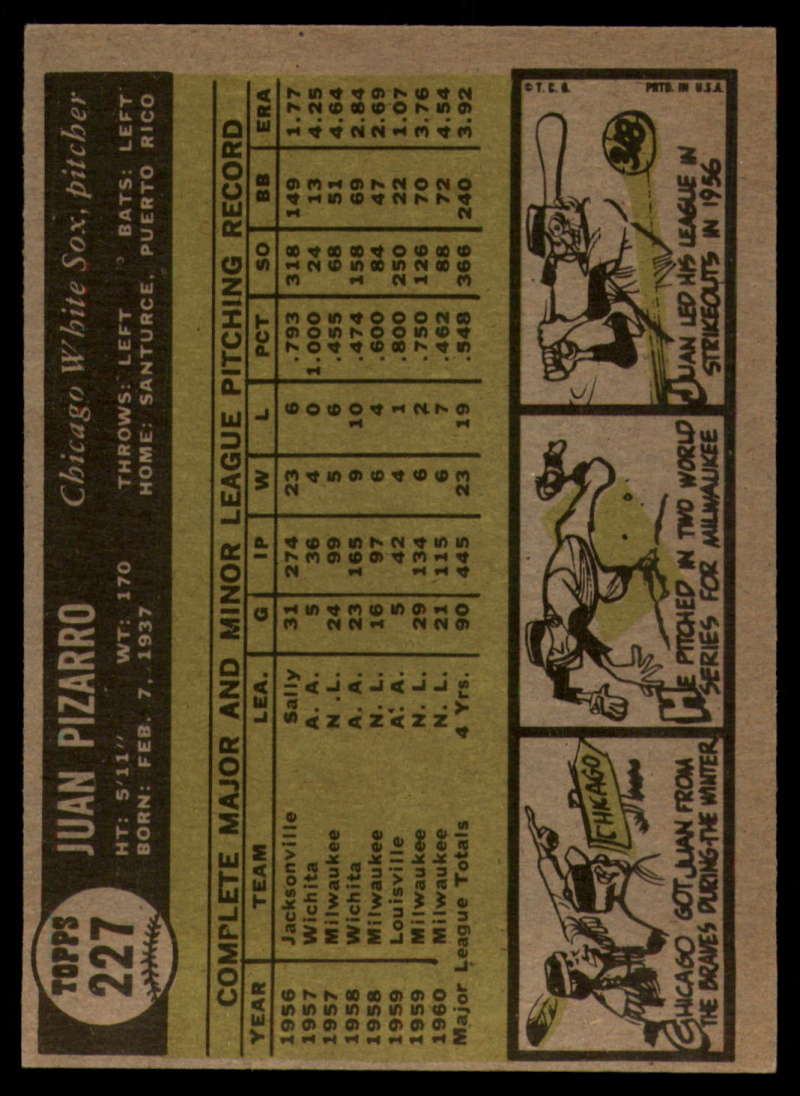 TOPPS
227
JUAN PIZARRO Chicago White Sox, pitcher
HT: 5'11" WT: 170 THROWS: LEFT BATS: LEFT
BORN: FEB. 7, 1937 HOME: SANTURCE, PUERTO RICO
COMPLETE MAJOR AND MINOR LEAGUE PITCHING RECORD
YEAR TEAM LEA. G IP W L PCT SO BB ERA
1956 Jacksonville Sally 31 274 23 6 .793 318 149 1.77
1957 Wichita A. A. 5 36 4 0 1.000 24 13 4.25
1957 Milwaukee N. L. 24 99 5 6 .455 68 51 4.64
1958 Wichita A. A. 23 165 9 10 .474 158 69 2.84
1958 Milwaukee N. L. 16 97 6 4 .600 84 47 2.69
1959 Louisville A. A. 5 42 4 1 .800 250 22 1.07
1959 Milwaukee N. L. 29 134 6 2 .750 126 70 3.76
1960 Milwaukee N. L. 21 115 6 7 .462 88 72 4.54
Major League Totals 4 Yrs. 90 445 23 19 .548 366 240 3.92
CHICAGO
CHICAGO GOT JUAN FROM
THE BRAVES DURING THE WINTER
HE PITCHED IN TWO WORLD
SERIES FOR MILWAUKEE
© T. C. G. PRTD. IN U.S.A.
318
JUAN LED HIS LEAGUE IN
STRIKEOUTS IN 1956